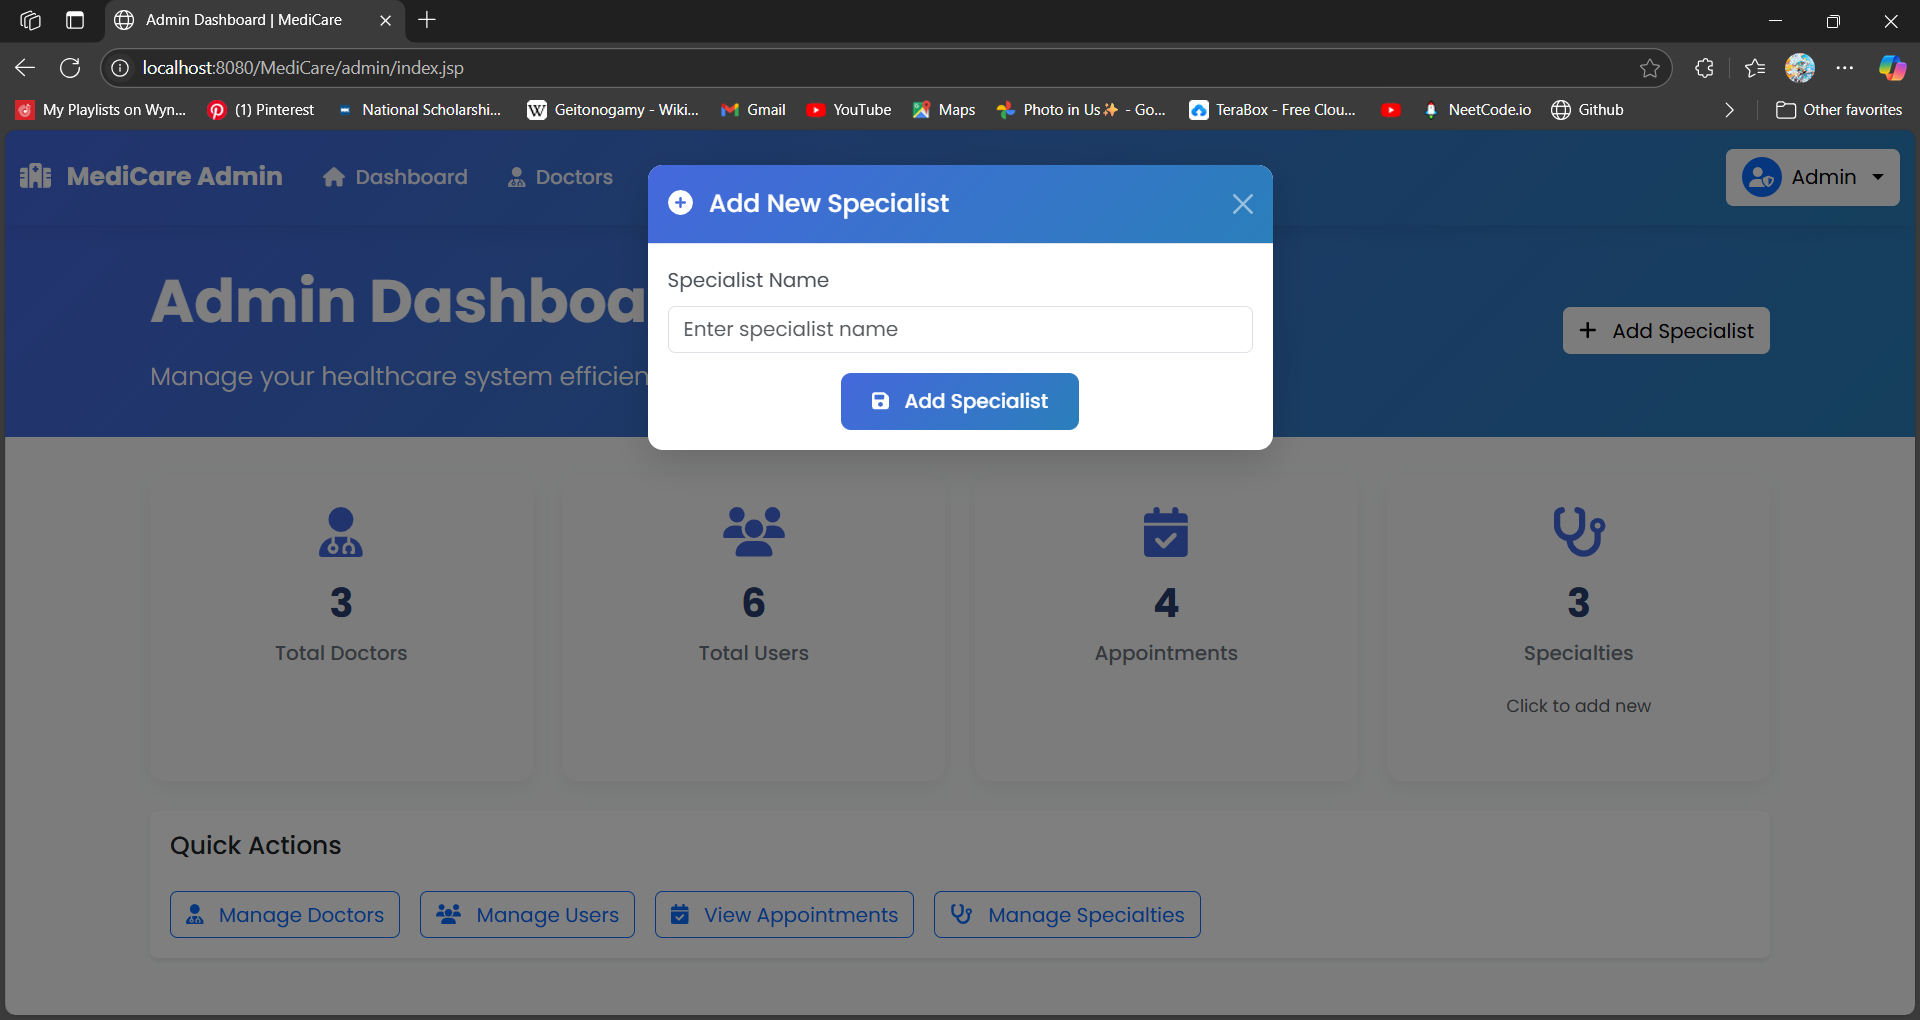 Admin Dashboard | MediCare
localhost:8080/MediCare/admin/index.jsp
My Playlists on Wyn... (1) Pinterest National Scholarshi... Geitonogamy - Wiki... Gmail YouTube Maps Photo in Us✨ - Go... TeraBox - Free Clou... NeetCode.io Github Other favorites
MediCare Admin Dashboard Doctors Admin
Add New Specialist
Specialist Name
Enter specialist name
Add Specialist
Admin Dashboa
Manage your healthcare system efficien
Add Specialist
3
Total Doctors
6
Total Users
4
Appointments
3
Specialties
Click to add new
Quick Actions
Manage Doctors Manage Users View Appointments Manage Specialties